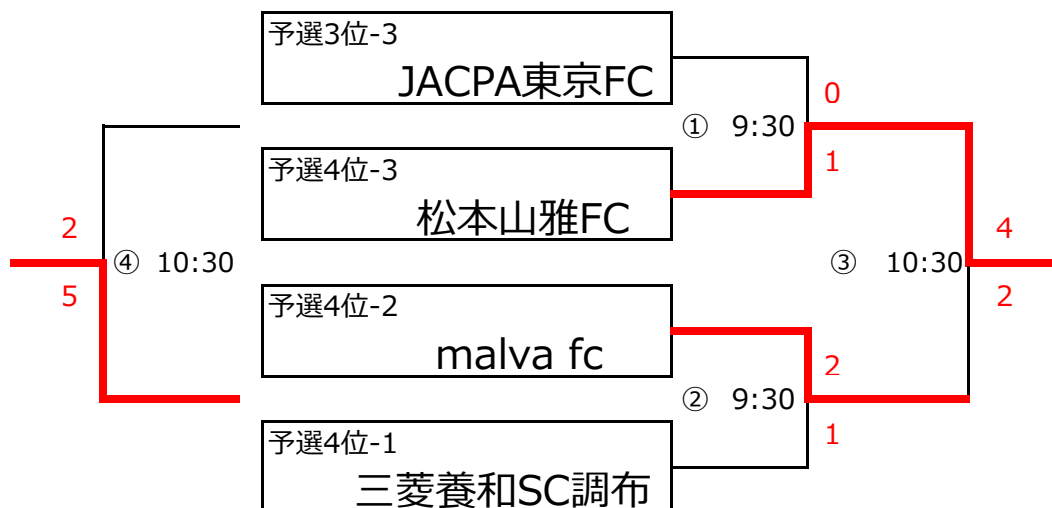 予選3位-3
JACPA東京FC
0
① 9:30
予選4位-3
1
松本山雅FC
2
4
④ 10:30
③ 10:30
5
2
予選4位-2
malva fc
2
② 9:30
予選4位-1
1
三菱養和SC調布